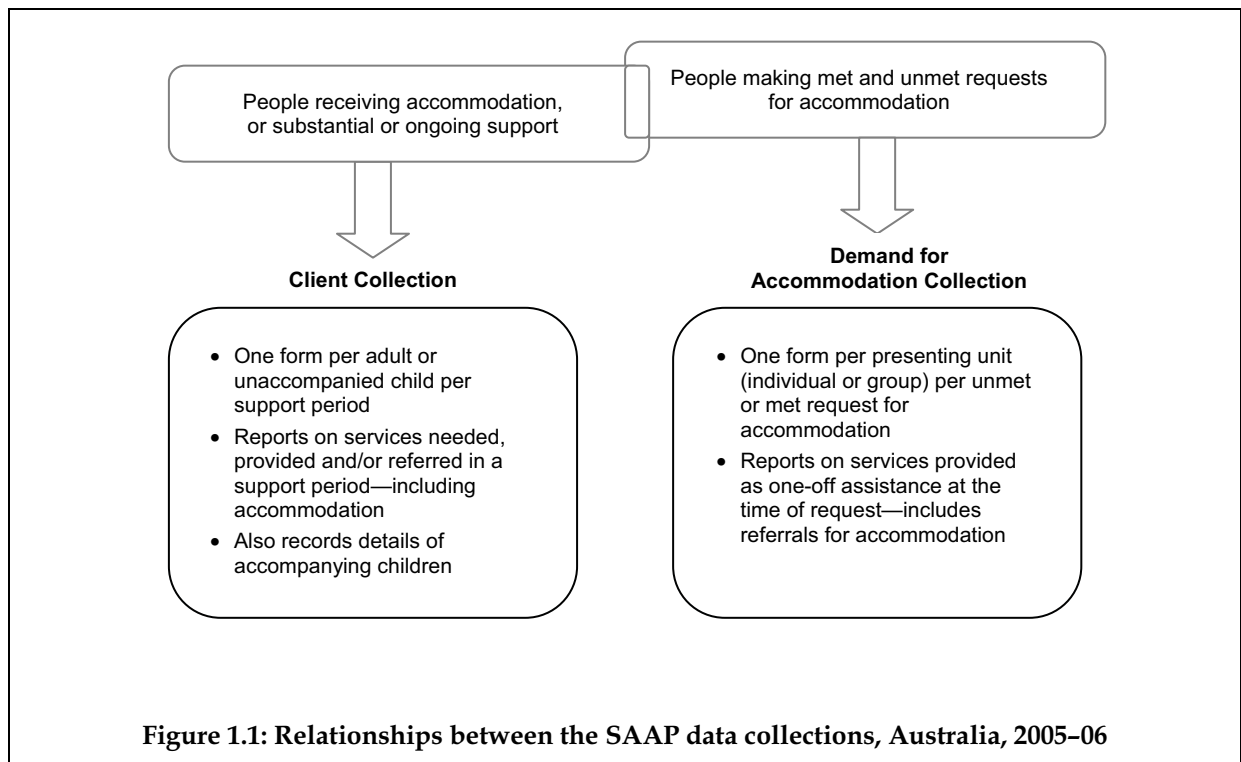 People receiving accommodation,
or substantial or ongoing support
People making met and unmet requests
for accommodation
Client Collection
• One form per adult or
unaccompanied child per
support period
• Reports on services needed,
provided and/or referred in a
support period—including
accommodation
• Also records details of
accompanying children
Demand for
Accommodation Collection
• One form per presenting unit
(individual or group) per unmet
or met request for
accommodation
• Reports on services provided
as one-off assistance at the
time of request—includes
referrals for accommodation
Figure 1.1: Relationships between the SAAP data collections, Australia, 2005–06